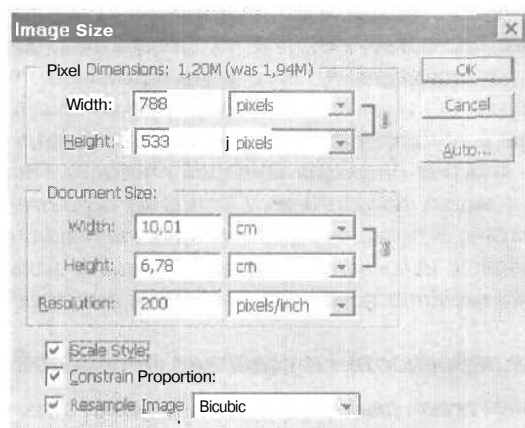 Image Size
Pixel Dimensions: 1,20M (was 1,94M)
OK
Width: 788 pixels
Cancel
Height: 533 j pixels
Auto...
Document Size:
Width: 10,01 cm
Height: 6,78 cm
Resolution: 200 pixels/inch
Scale Style:
Constrain Proportion:
Resample Image Bicubic